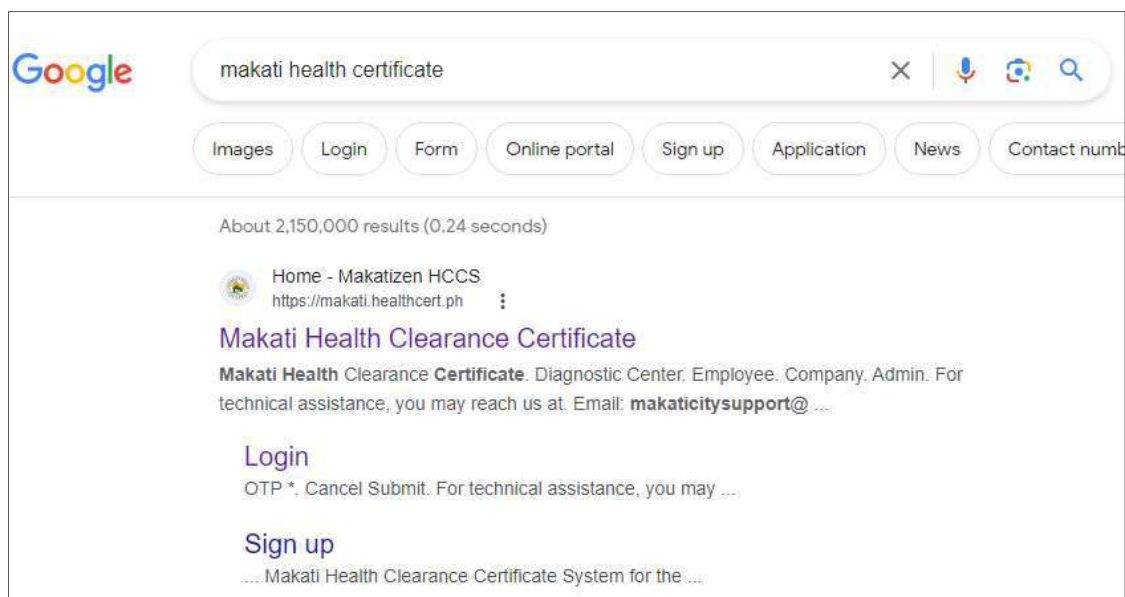 Google
makati health certificate
Images
Login
Form
Online portal
Sign up
Application
News
Contact numb
About 2,150,000 results (0.24 seconds)
Home - Makatizen HCCS
https://makati.healthcert.ph
Makati Health Clearance Certificate
Makati Health Clearance Certificate. Diagnostic Center. Employee. Company. Admin. For
technical assistance, you may reach us at. Email: makaticitysupport@ ...
Login
OTP *. Cancel Submit. For technical assistance, you may ...
Sign up
... Makati Health Clearance Certificate System for the ...